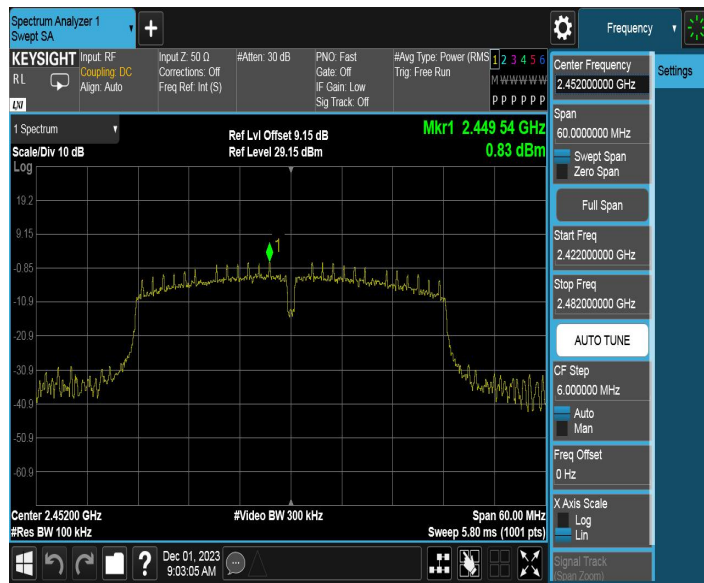 Spectrum Analyzer 1
Swept SA
+
Frequency
KEYSIGHT
RL
LXI
Input: RF
Coupling: DC
Align: Auto
Input Z: 50 Ω
Corrections: Off
Freq Ref: Int (S)
#Atten: 30 dB
PNO: Fast
Gate: Off
IF Gain: Low
Sig Track: Off
#Avg Type: Power (RMS
Trig: Free Run
1 2 3 4 5 6
M W W W W W
P P P P P P
Center Frequency
2.452000000 GHz
Settings
Span
60.0000000 MHz
Swept Span
Zero Span
Full Span
Start Freq
2.422000000 GHz
Stop Freq
2.482000000 GHz
AUTO TUNE
CF Step
6.000000 MHz
Auto
Man
Freq Offset
0 Hz
X Axis Scale
Log
Lin
Signal Track
(Span Zoom)
1 Spectrum
Scale/Div 10 dB
Ref Lvl Offset 9.15 dB
Ref Level 29.15 dBm
Mkr1 2.449 54 GHz
0.83 dBm
Log
19.2
9.15
-0.85
-10.9
-20.9
-30.9
-40.9
-50.9
-60.9
1
Center 2.45200 GHz
#Res BW 100 kHz
#Video BW 300 kHz
Span 60.00 MHz
Sweep 5.80 ms (1001 pts)
?
Dec 01, 2023
9:03:05 AM